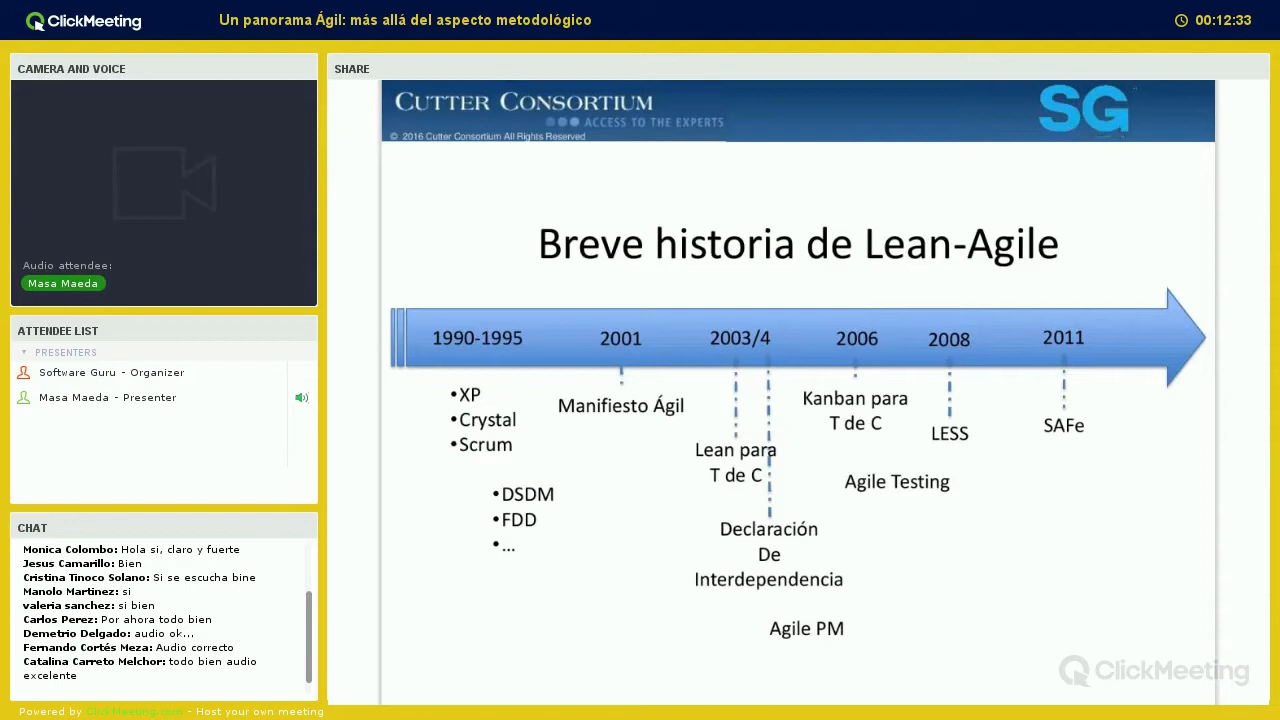 ClickMeeting
Un panorama Ágil: más allá del aspecto metodológico
00:12:33
CAMERA AND VOICE
Audio attendee:
Masa Maeda
ATTENDEE LIST
PRESENTERS
Software Guru - Organizer
Masa Maeda - Presenter
CHAT
Monica Colombo: Hola si, claro y fuerte
Jesus Camarillo: Bien
Cristina Tinoco Solano: Si se escucha bine
Manolo Martinez: si
valeria sanchez: si bien
Carlos Perez: Por ahora todo bien
Demetrio Delgado: audio ok...
Fernando Cortés Meza: Audio correcto
Catalina Carreto Melchor: todo bien audio
excelente
Powered by ClickMeeting.com - Host your own meeting
SHARE
CUTTER CONSORTIUM
ACCESS TO THE EXPERTS
© 2016 Cutter Consortium All Rights Reserved
SG
Breve historia de Lean-Agile
1990-1995
2001
2003/4
2006
2008
2011
•XP
•Crystal
•Scrum
•DSDM
•FDD
•...
Manifiesto Ágil
Lean para
T de C
Declaración
De
Interdependencia
Agile PM
Kanban para
T de C
Agile Testing
LESS
SAFe
ClickMeeting